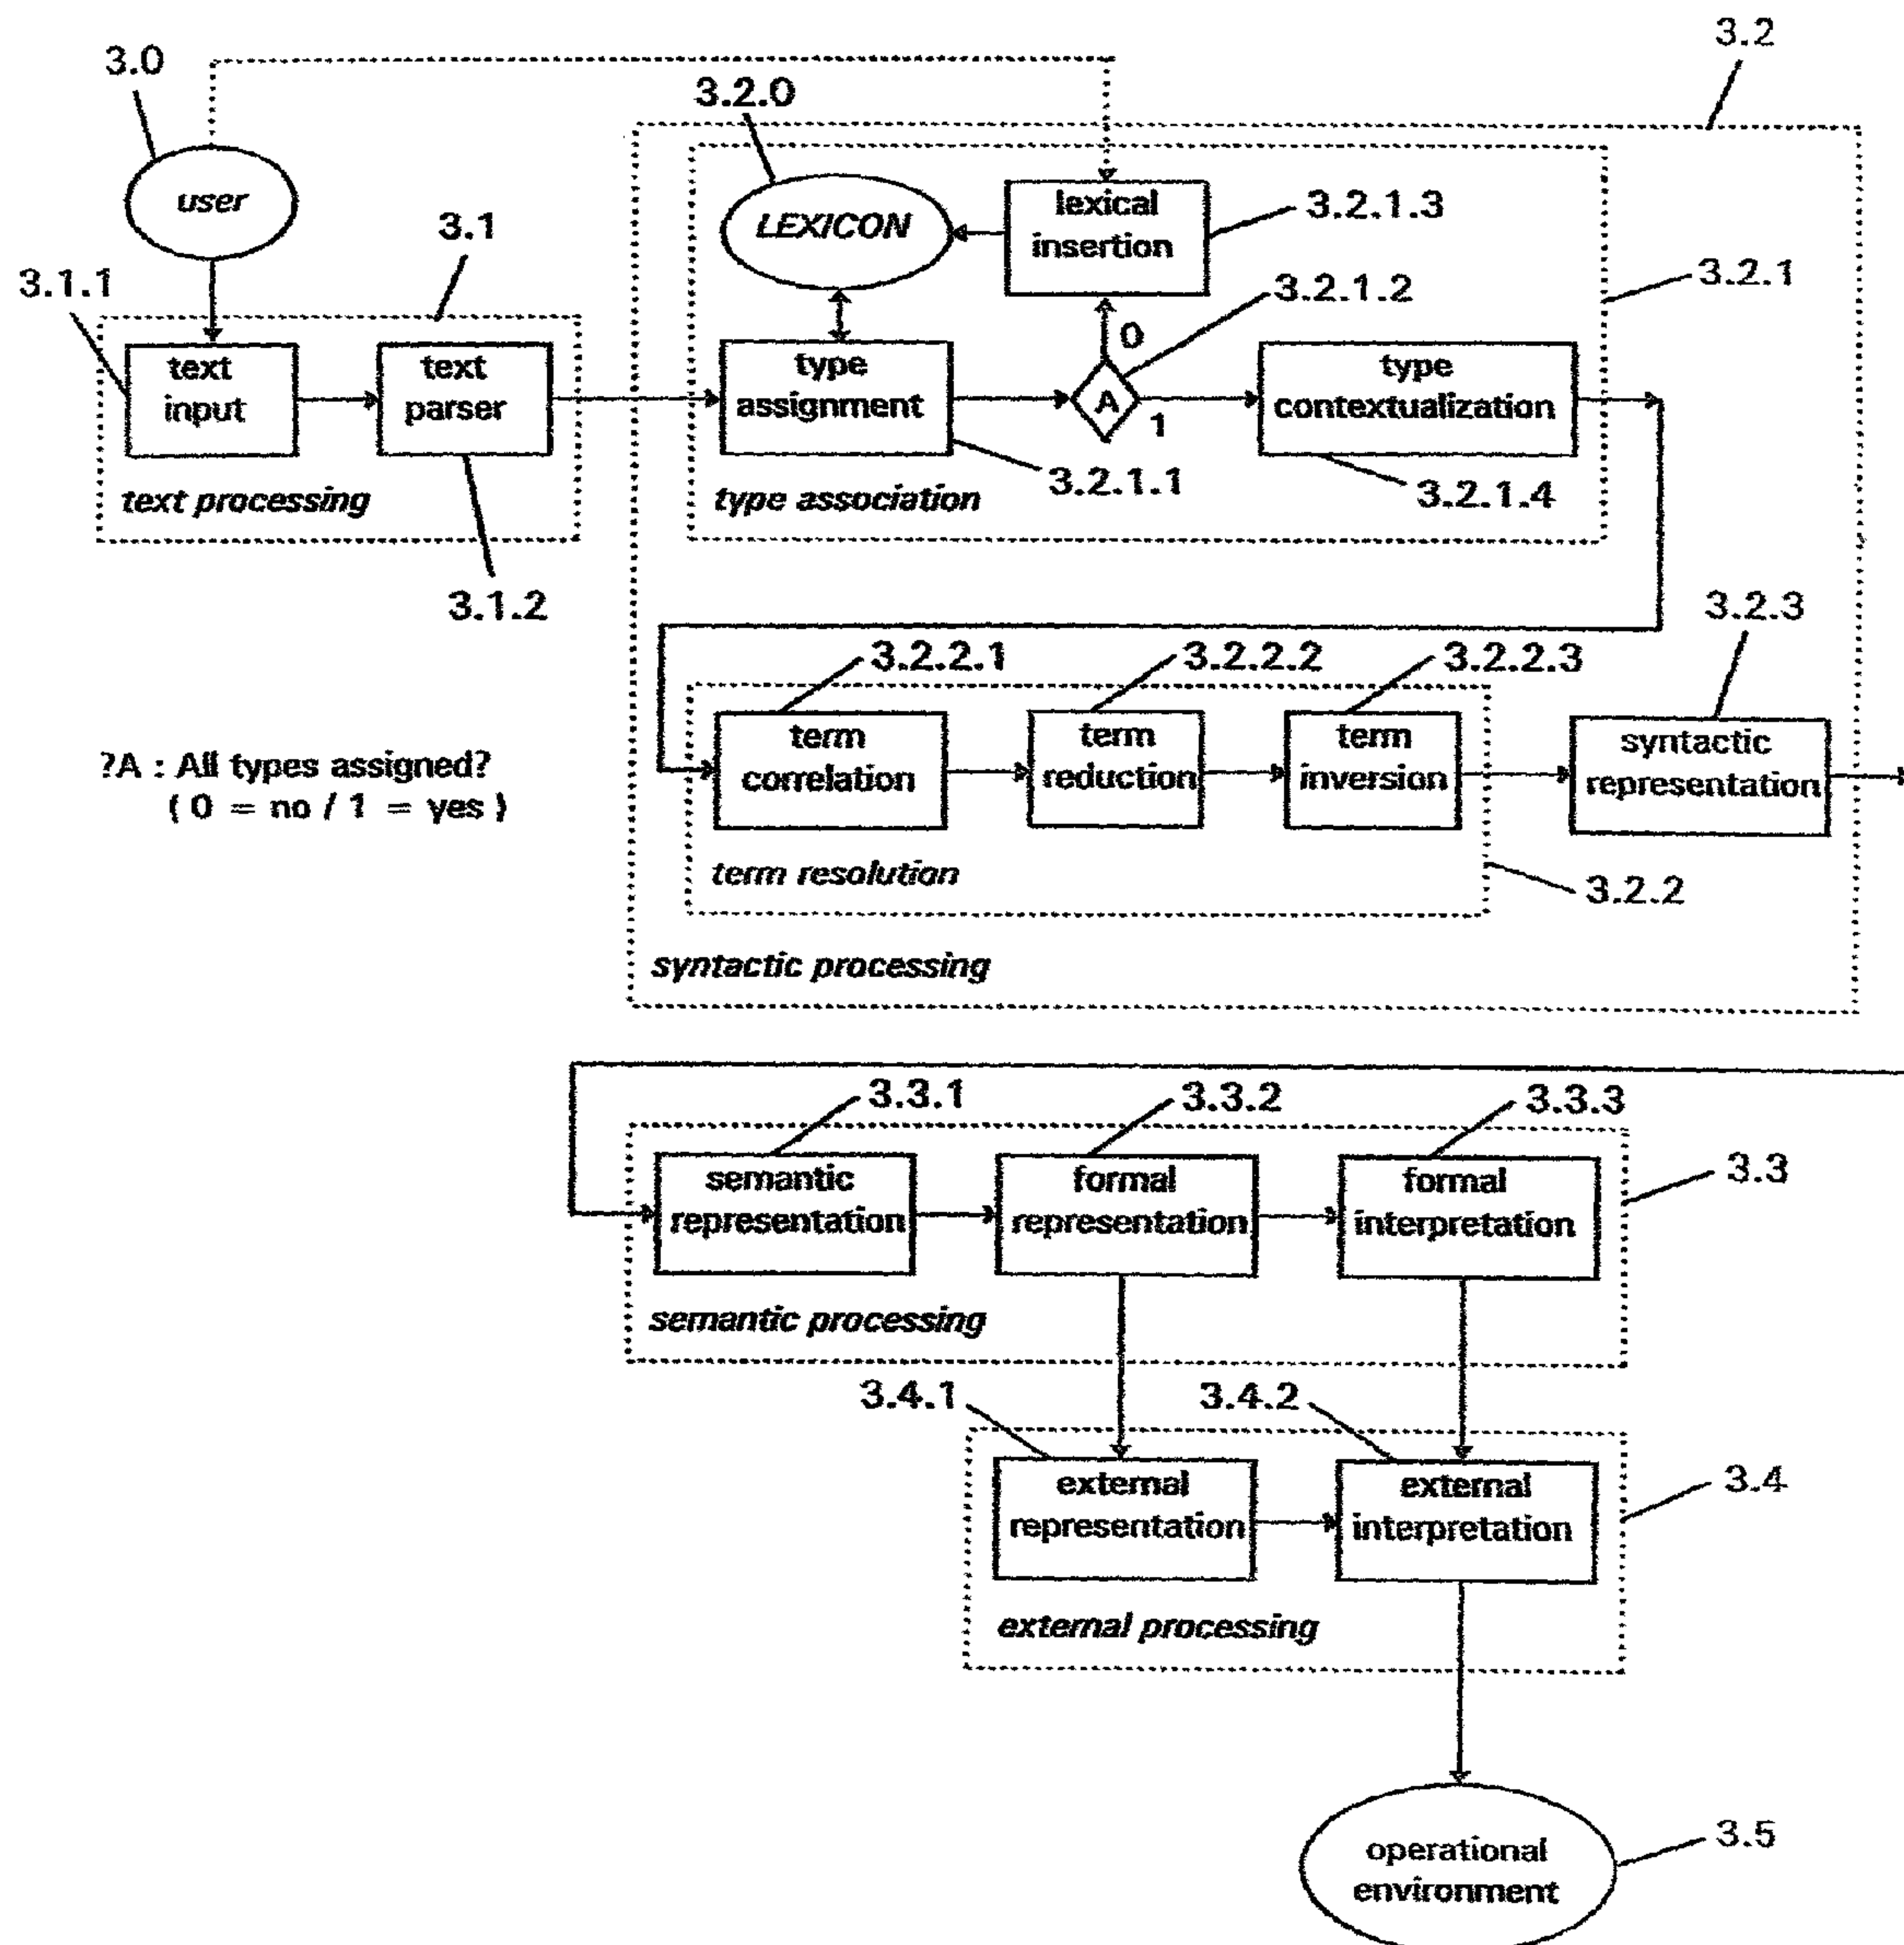 3.0
3.2
3.2.0
user
LEXICON
lexical
insertion
3.2.1.3
3.1
3.1.1
3.2.1.2
3.2.1
0
text
input
text
parser
type
assignment
A
1
type
contextualization
3.2.1.1
3.2.1.4
text processing
type association
3.1.2
3.2.3
3.2.2.1
3.2.2.2
3.2.2.3
?A : All types assigned?
( 0 = no / 1 = yes )
term
correlation
term
reduction
term
inversion
syntactic
representation
term resolution
3.2.2
syntactic processing
3.3.1
3.3.2
3.3.3
3.3
semantic
representation
formal
representation
formal
interpretation
semantic processing
3.4.1
3.4.2
3.4
external
representation
external
interpretation
external processing
3.5
operational
environment